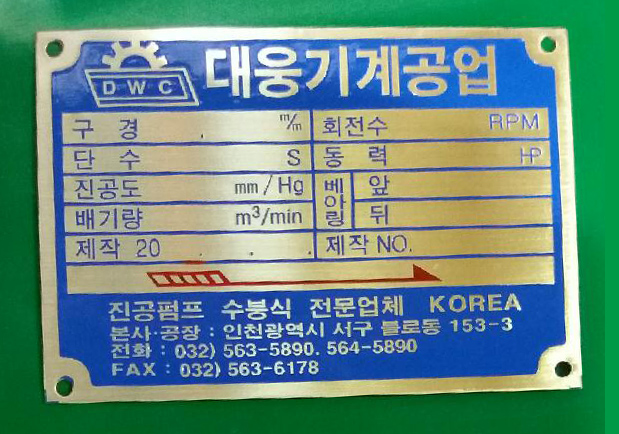 DWC 대웅기계공업
구 경 m/m 회전수 RPM
단 수 S 동 력 HP
진공도 mm/Hg 베아링 앞
배기량 m³/min 뒤
제작 20 . . . 제작 NO.
진공펌프 수봉식 전문업체 KOREA
본사·공장 : 인천광역시 서구 불로동 153-3
전화 : 032) 563-5890. 564-5890
FAX : 032) 563-6178